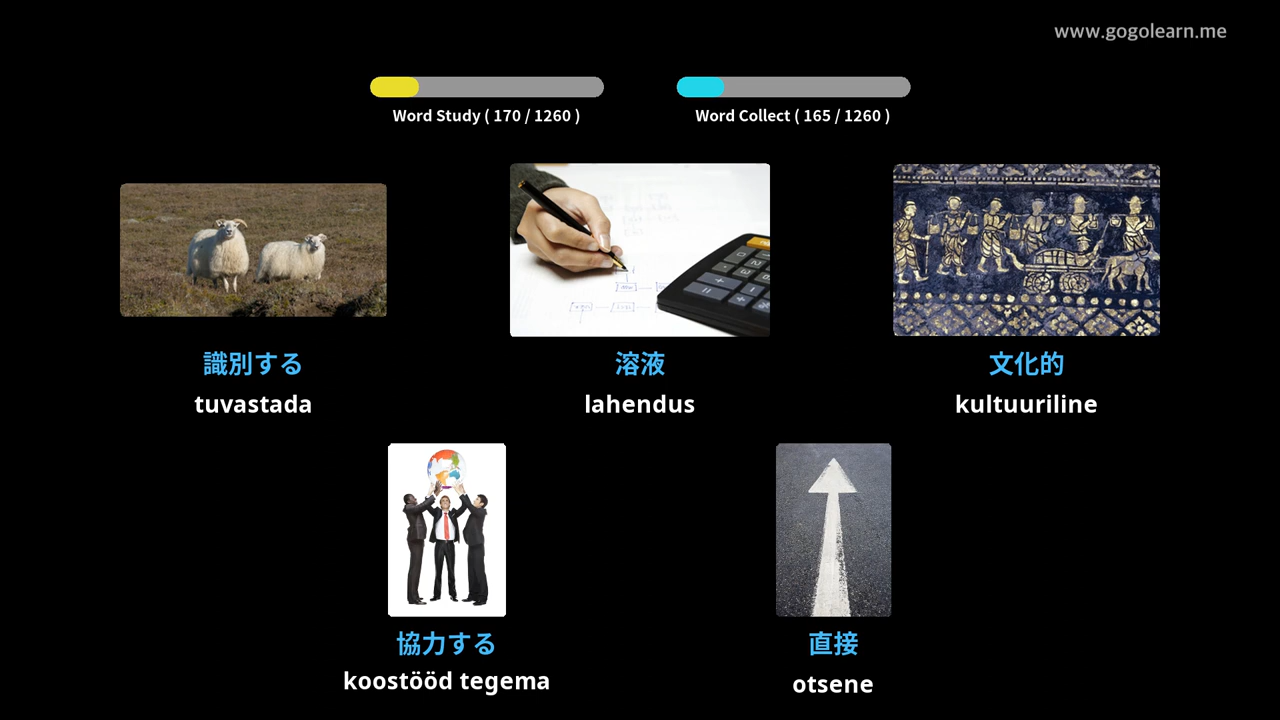 www.gogolearn.me
Word Study ( 170 / 1260 )
Word Collect ( 165 / 1260 )
識別する
tuvastada
溶液
lahendus
文化的
kultuuriline
協力する
koostööd tegema
直接
otsene